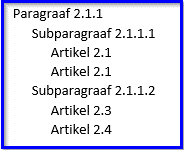 Paragraaf 2.1.1
Subparagraaf 2.1.1.1
Artikel 2.1
Artikel 2.1
Subparagraaf 2.1.1.2
Artikel 2.3
Artikel 2.4